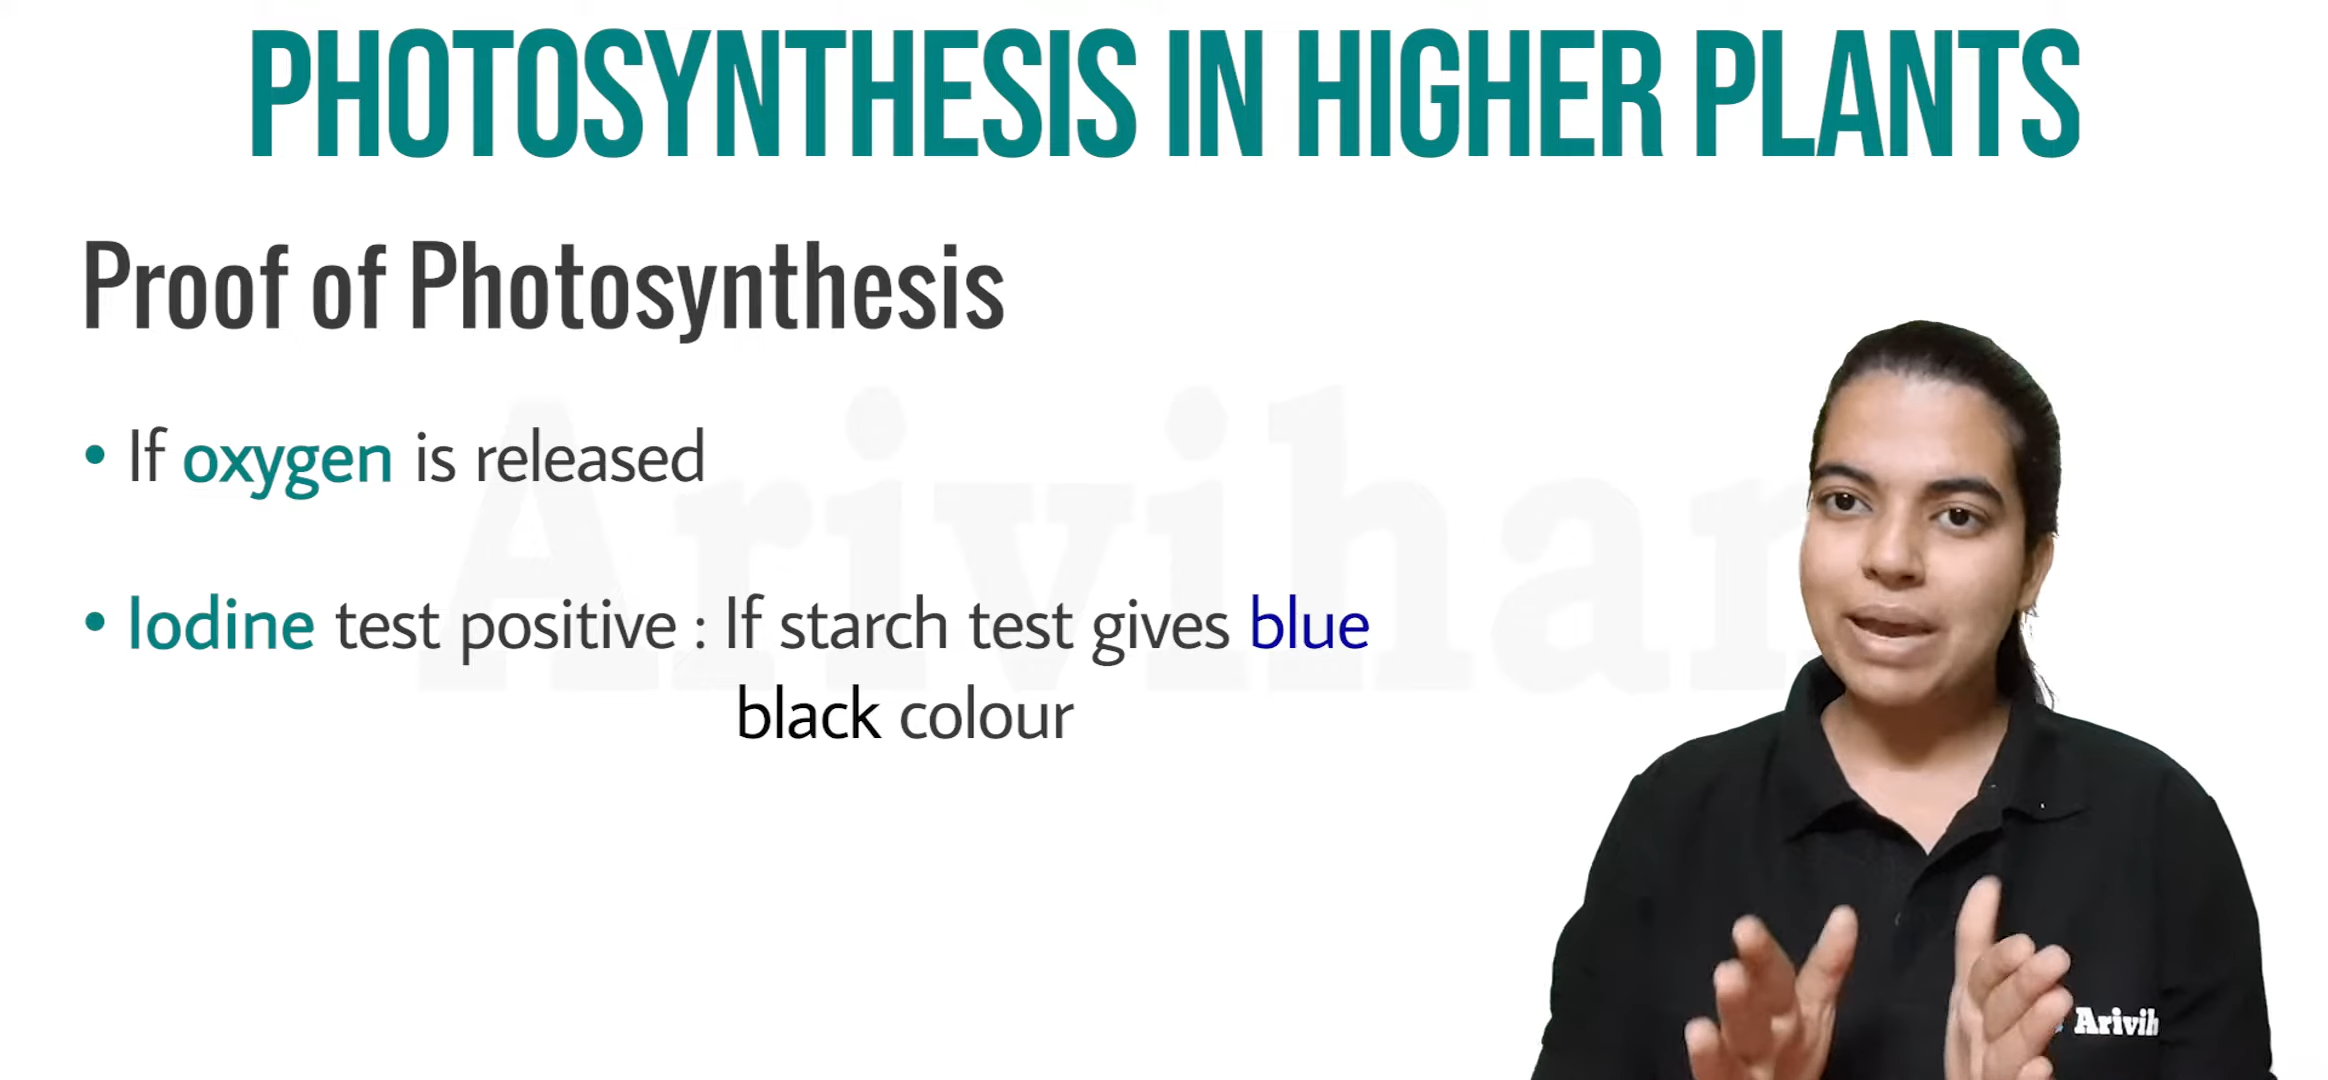 PHOTOSYNTHESIS IN HIGHER PLANTS
Proof of Photosynthesis
• If oxygen is released
• Iodine test positive : If starch test gives blue
black colour
Arivihan
Arivih